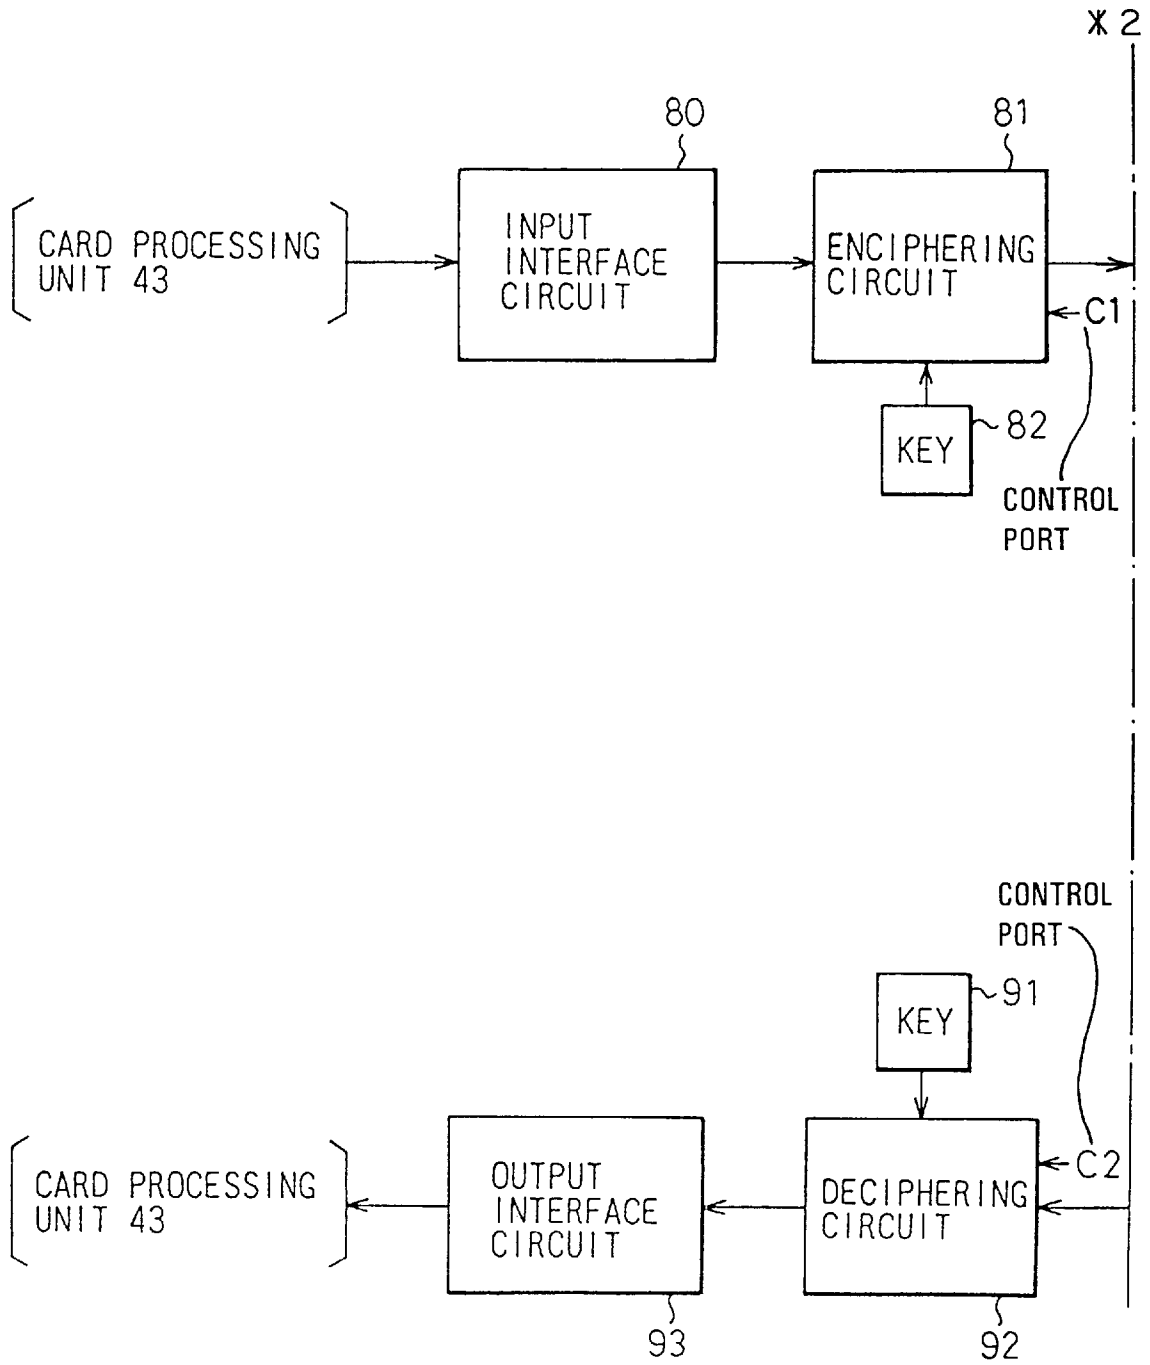 ※ 2
80
81
CARD PROCESSING
UNIT 43
INPUT
INTERFACE
CIRCUIT
ENCIPHERING
CIRCUIT
C1
KEY
82
CONTROL
PORT
CONTROL
PORT
KEY
91
CARD PROCESSING
UNIT 43
OUTPUT
INTERFACE
CIRCUIT
DECIPHERING
CIRCUIT
C2
93
92